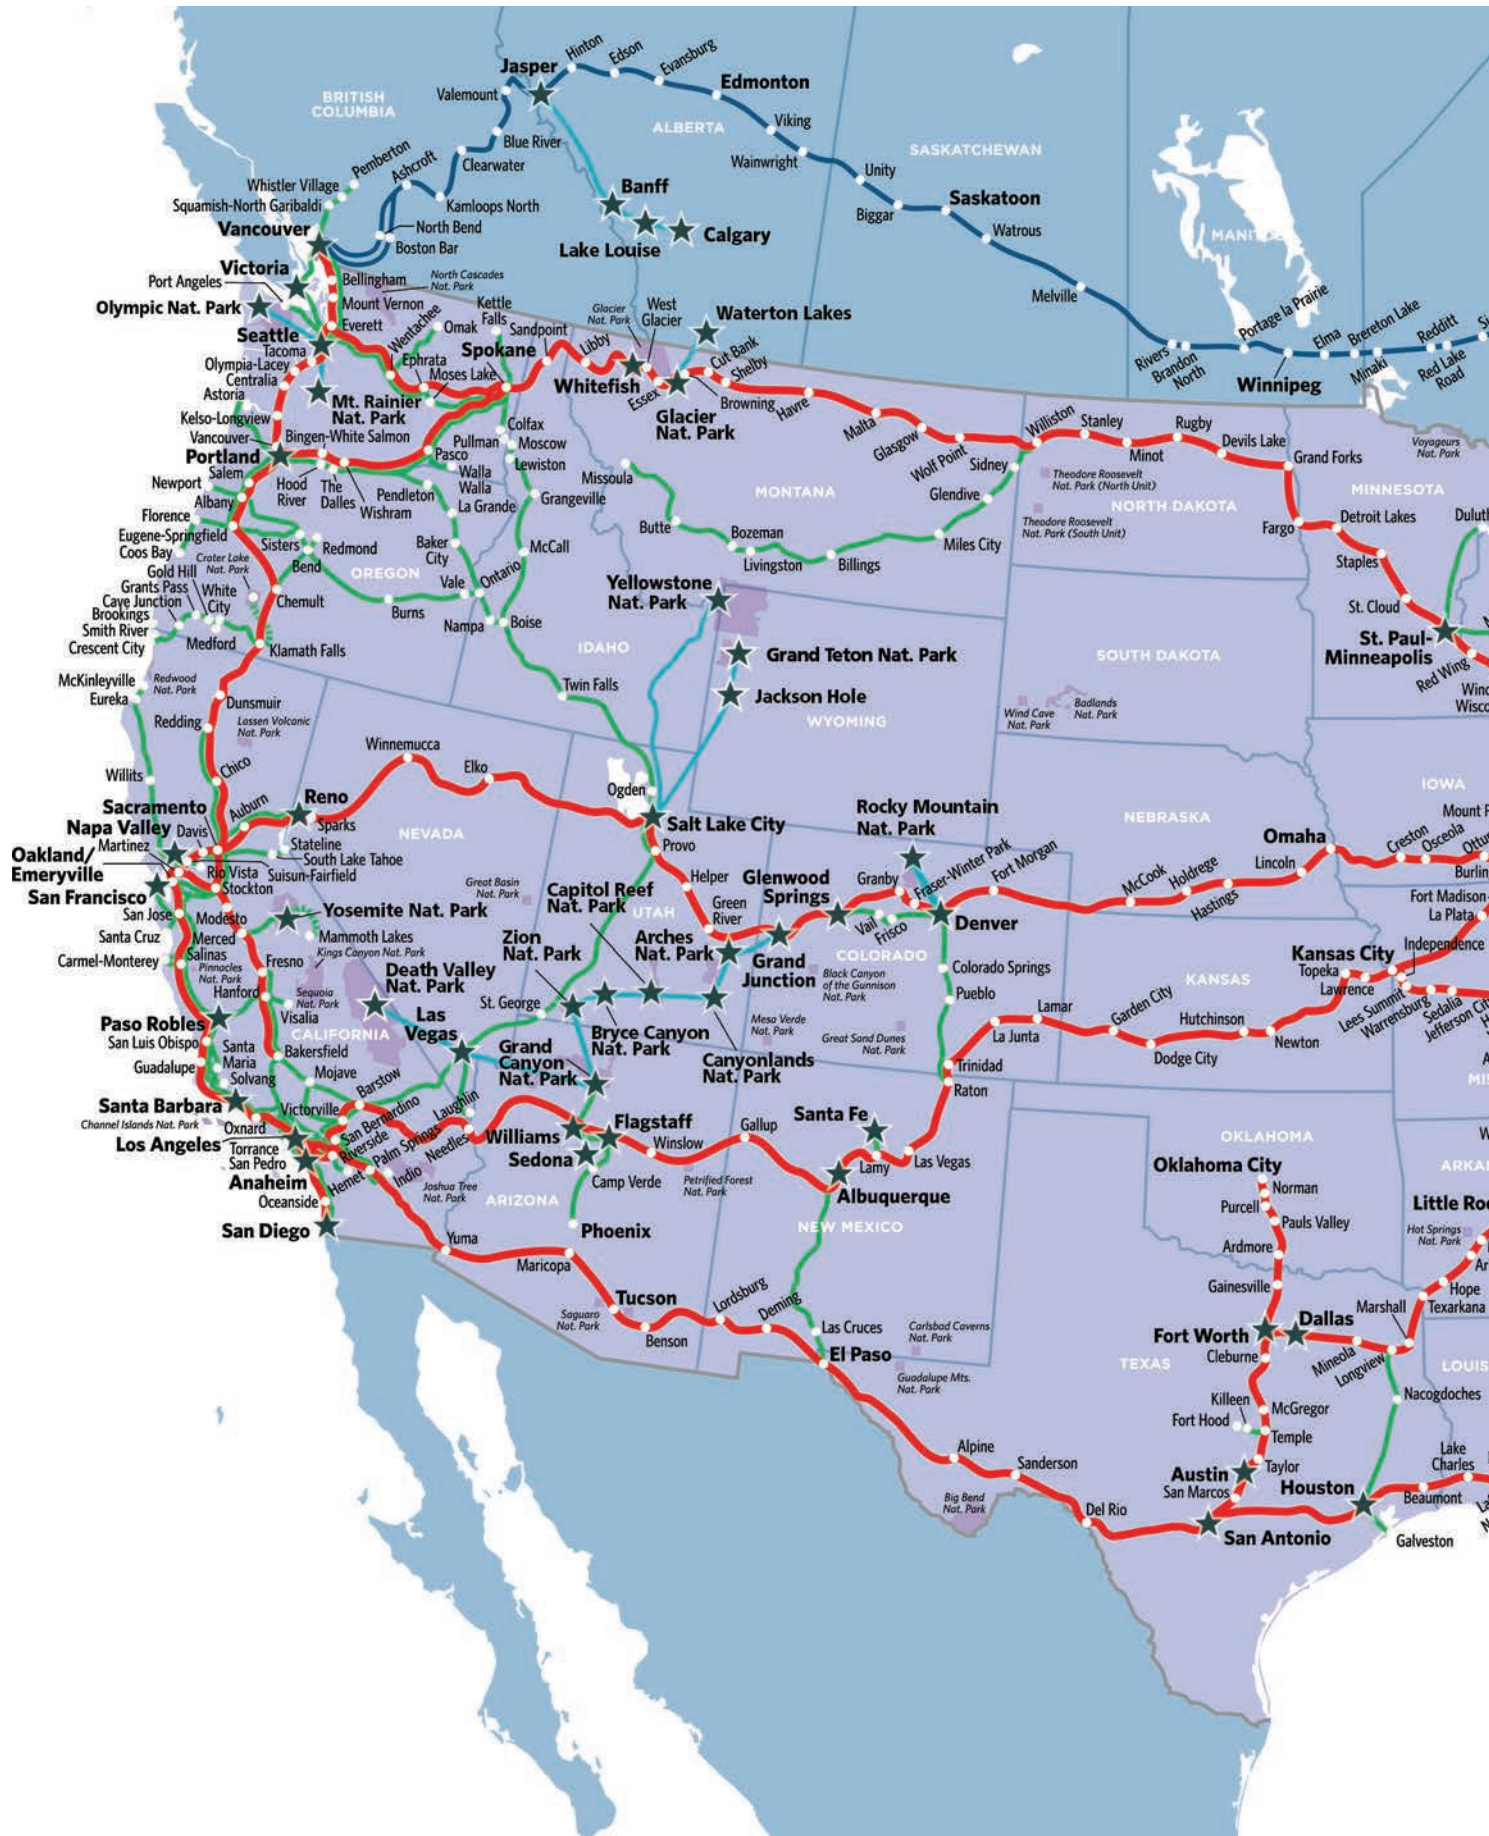 Jasper
Hinton
Edson
Evansburg
Edmonton
Valemount
BRITISH
COLUMBIA
ALBERTA
Viking
Blue River
Wainwright
SASKATCHEWAN
Clearwater
Pemberton
Ashcroft
Unity
Whistler Village
Banff
Saskatoon
Squamish-North Garibaldi
Kamloops North
Biggar
Vancouver
North Bend
Boston Bar
Lake Louise
Calgary
Watrous
MANIT
Victoria
Port Angeles
Bellingham
North Cascades
Nat. Park
Melville
Olympic Nat. Park
Mount Vernon
Kettle
Falls
Glacier
Nat. Park
West
Glacier
Waterton Lakes
Portage la Prairie
Brereton Lake
Redditt
Si
Everett
Wentachee
Omak
Sandpoint
Seattle
Tacoma
Spokane
Libby
Cut Bank
Shelby
Elma
Rivers
Brandon
North
Winnipeg
Minaki
Red Lake
Road
Olympia-Lacey
Ephrata
Moses Lake
Centralia
Astoria
Whitefish
Essex
Browning
Havre
Mt. Rainier
Nat. Park
Glacier
Nat. Park
Kelso-Longview
Colfax
Malta
Glasgow
Williston
Stanley
Rugby
Vancouver
Bingen-White Salmon
Pullman
Moscow
Devils Lake
Voyageurs
Nat. Park
Portland
Pasco
Wolf Point
Minot
Grand Forks
Salem
Lewiston
Missoula
Sidney
Theodore Roosevelt
Nat. Park (North Unit)
Newport
Hood
River
The
Dalles
Wishram
Walla
Walla
Pendleton
Grangeville
MONTANA
Glendive
NORTH DAKOTA
MINNESOTA
Albany
La Grande
Florence
Butte
Bozeman
Theodore Roosevelt
Nat. Park (South Unit)
Fargo
Detroit Lakes
Dulut
Eugene-Springfield
Coos Bay
Sisters
Redmond
Baker
City
McCall
Miles City
Crater Lake
Nat. Park
Bend
Livingston
Billings
Staples
Gold Hill
Grants Pass
Cave Junction
White
City
OREGON
Vale
Ontario
Yellowstone
Nat. Park
Chemult
Burns
St. Cloud
Brookings
Smith River
Crescent City
Medford
Klamath Falls
Nampa
Boise
St. Paul-
Minneapolis
IDAHO
Grand Teton Nat. Park
SOUTH DAKOTA
Red Wing
McKinleyville
Eureka
Redwood
Nat. Park
Twin Falls
Jackson Hole
Wino
Wisco
Dunsmuir
WYOMING
Wind Cave
Nat. Park
Badlands
Nat. Park
Redding
Lassen Volcanic
Nat. Park
Winnemucca
Elko
Willits
Chico
Ogden
IOWA
Sacramento
Auburn
Reno
Sparks
Rocky Mountain
Nat. Park
NEBRASKA
Mount P
Napa Valley
Davis
NEVADA
Salt Lake City
Omaha
Creston
Osceola
Ottu
Martinez
Stateline
South Lake Tahoe
Provo
Oakland/
Emeryville
Rio Vista
Suisun-Fairfield
Stockton
Granby
Fraser-Winter Park
Fort Morgan
McCook
Holdrege
Hastings
Lincoln
Burlin
San Francisco
Great Basin
Nat. Park
Helper
Glenwood
Springs
Fort Madison
San Jose
Modesto
Yosemite Nat. Park
Capitol Reef
Nat. Park
UTAH
Green
River
Vail
Frisco
Denver
La Plata
Santa Cruz
Merced
Mammoth Lakes
Zion
Nat. Park
Arches
Nat. Park
Independence
Carmel-Monterey
Salinas
Pinnacles
Nat. Park
Kings Canyon Nat. Park
Kansas City
Fresno
Death Valley
Nat. Park
Grand
Junction
COLORADO
Colorado Springs
Topeka
Lawrence
Hanford
Sequoia
Nat. Park
Black Canyon
of the Gunnison
Nat. Park
KANSAS
Lees Summit
Warrensburg
Sedalia
Jefferson City
Visalia
St. George
Pueblo
Paso Robles
San Luis Obispo
CALIFORNIA
Las
Vegas
Bryce Canyon
Nat. Park
Mesa Verde
Nat. Park
Lamar
Garden City
Hutchinson
Guadalupe
Santa
Maria
Bakersfield
Grand
Canyon
Nat. Park
Canyonlands
Nat. Park
Great Sand Dunes
Nat. Park
La Junta
Dodge City
Newton
Solvang
Mojave
Trinidad
Raton
MIS
Santa Barbara
Channel Islands Nat. Park
Victorville
Barstow
Laughlin
Santa Fe
Oxnard
San Bernardino
Williams
Flagstaff
Gallup
OKLAHOMA
Los Angeles
Torrance
San Pedro
Riverside
Palm Springs
Needles
Sedona
Winslow
Lamy
Las Vegas
Oklahoma City
ARKA
Anaheim
Hemet
Indio
Joshua Tree
Nat. Park
ARIZONA
Camp Verde
Petrified Forest
Nat. Park
Albuquerque
Norman
Purcell
Little Ro
Oceanside
San Diego
Phoenix
NEW MEXICO
Pauls Valley
Hot Springs
Nat. Park
Yuma
Maricopa
Ardmore
Ar
Gainesville
Hope
Texarkana
Saguaro
Nat. Park
Tucson
Lordsburg
Deming
Marshall
Benson
Las Cruces
Carlsbad Caverns
Nat. Park
Fort Worth
Dallas
El Paso
Cleburne
Mineola
Longview
TEXAS
LOUIS
Guadalupe Mts.
Nat. Park
Killeen
Fort Hood
McGregor
Nacogdoches
Temple
Alpine
Sanderson
Austin
San Marcos
Taylor
Houston
Lake
Charles
Big Bend
Nat. Park
Del Rio
Beaumont
San Antonio
Galveston